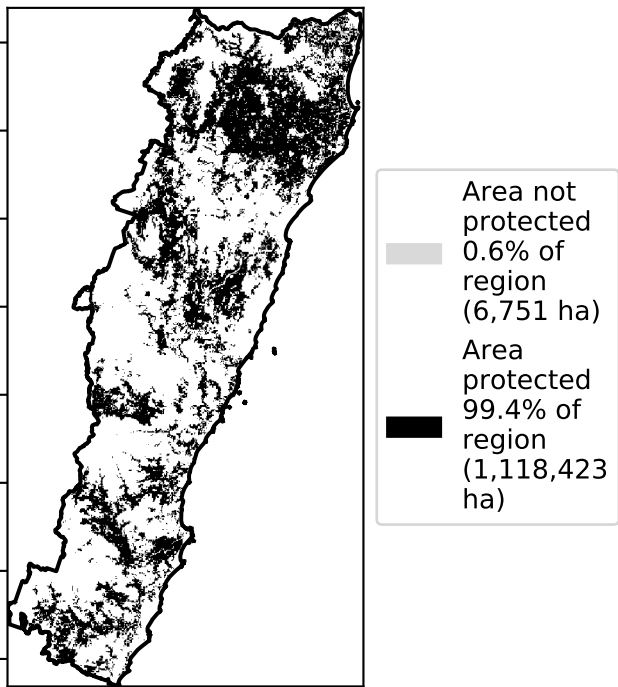 Area not
protected
0.6% of
region
(6,751 ha)
Area
protected
99.4% of
region
(1,118,423
ha)